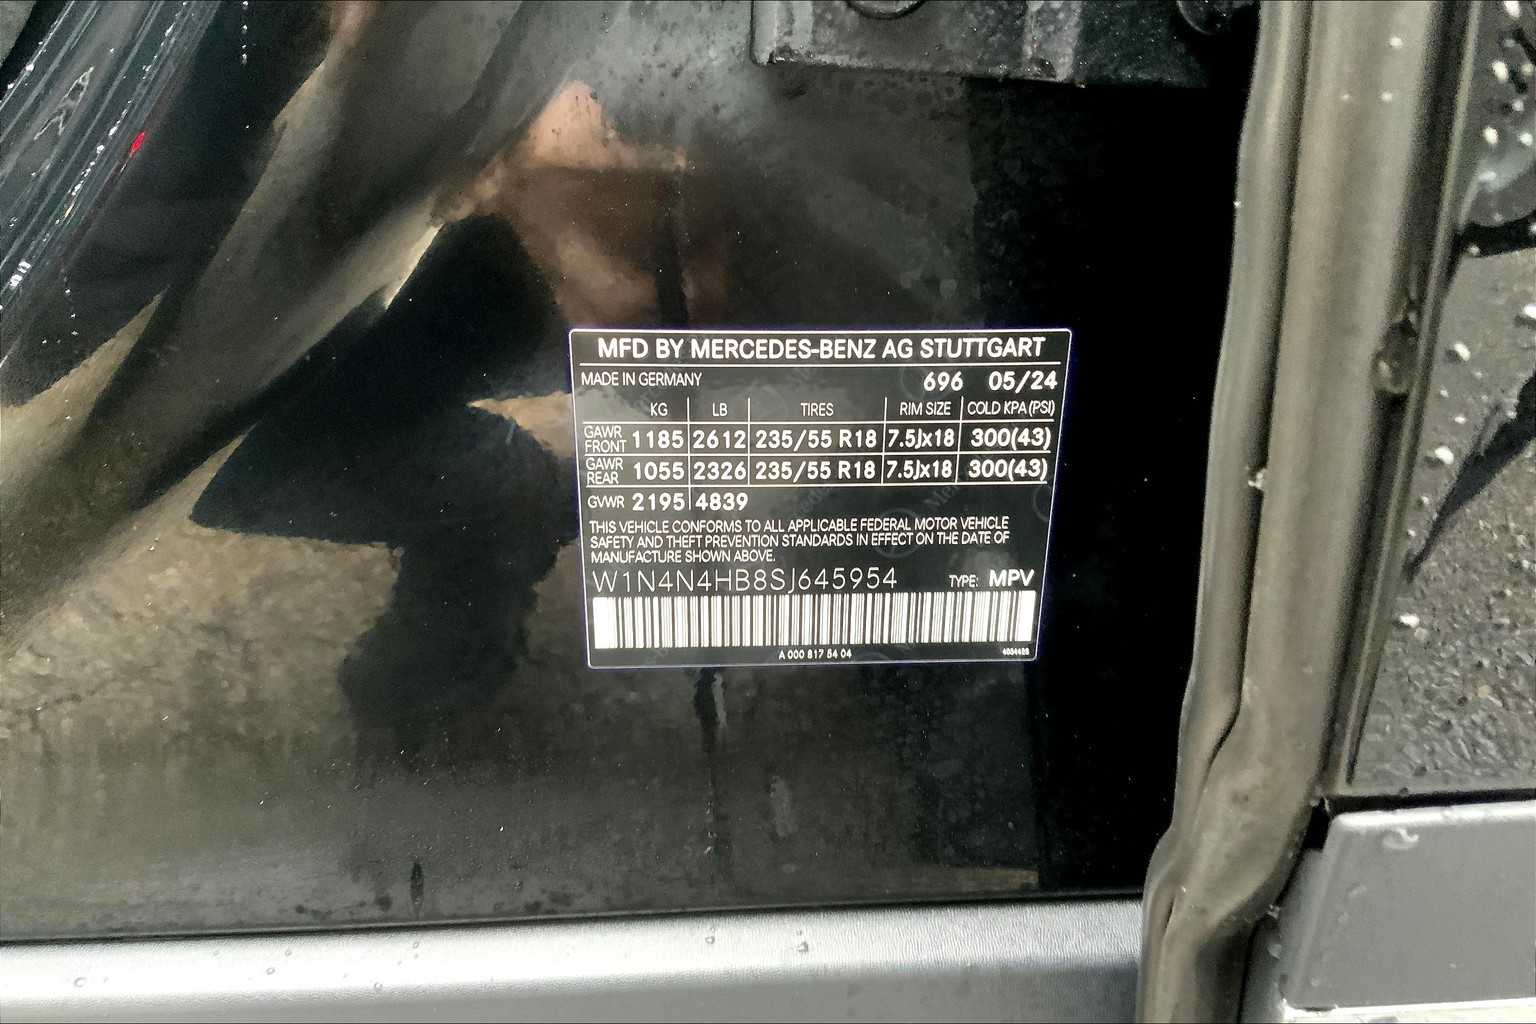 MFD BY MERCEDES-BENZ AG STUTTGART
MADE IN GERMANY 696 05/24
KG LB TIRES RIM SIZE COLD KPA (PSI)
GAWR FRONT 1185 2612 235/55 R18 7.5Jx18 300(43)
GAWR REAR 1055 2326 235/55 R18 7.5Jx18 300(43)
GVWR 2195 4839
THIS VEHICLE CONFORMS TO ALL APPLICABLE FEDERAL MOTOR VEHICLE
SAFETY AND THEFT PREVENTION STANDARDS IN EFFECT ON THE DATE OF
MANUFACTURE SHOWN ABOVE.
W1N4N4HB8SJ645954 TYPE: MPV
A 000 817 54 04